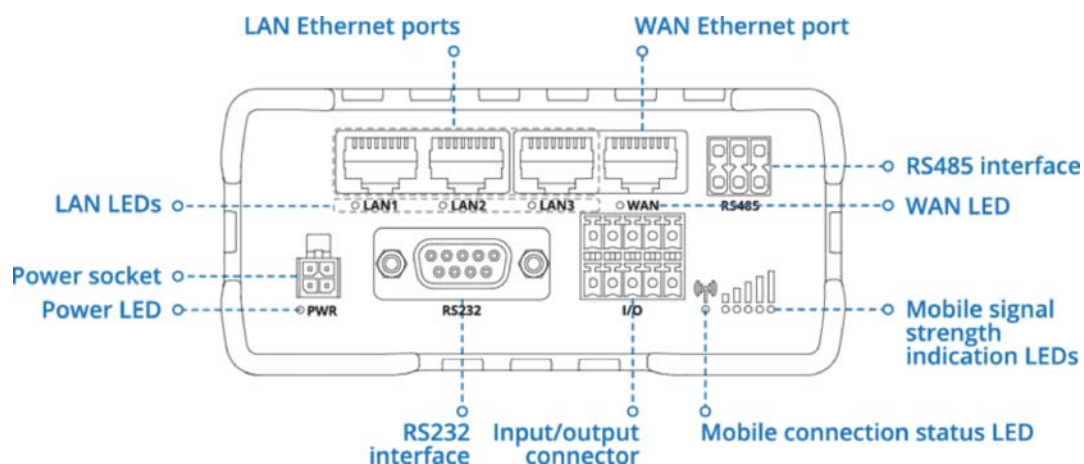 LAN Ethernet ports
WAN Ethernet port
RS485 interface
LAN LEDs
LAN1
LAN2
LAN3
WAN
RS485
WAN LED
Power socket
Power LED
PWR
RS232
I/O
Mobile signal
strength
indication LEDs
RS232
interface
Input/output
connector
Mobile connection status LED